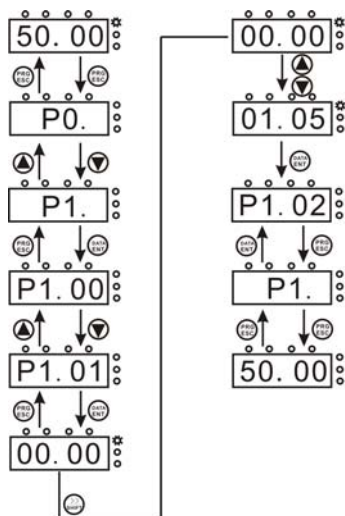 50.00
PRG
ESC
PRG
ESC
P0.
P1.
PRG
ESC
DATA
ENT
P1.00
P1.01
PRG
ESC
DATA
ENT
00.00
>>
SHIFT
00.00
01.05
DATA
ENT
P1.02
DATA
ENT
PRG
ESC
P1.
PRG
ESC
PRG
ESC
50.00